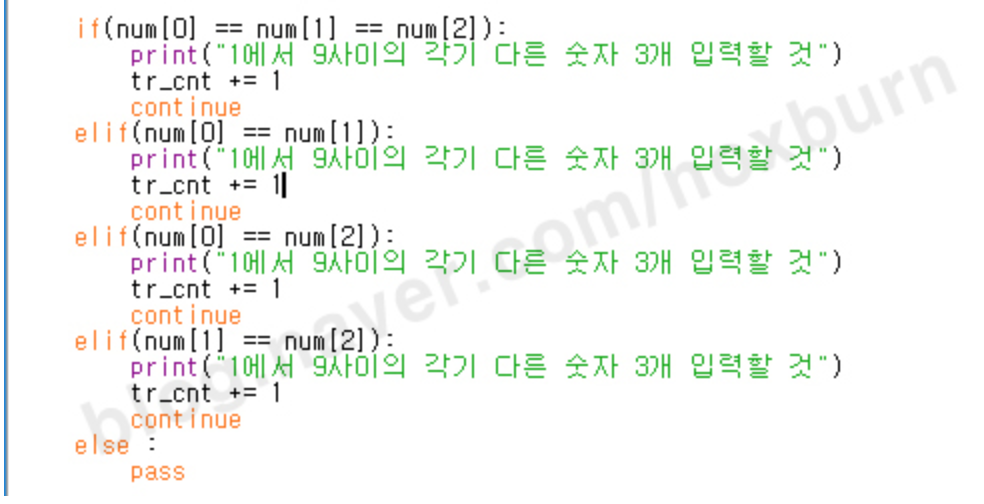 if(num[0] == num[1] == num[2]):
print("1에서 9사이의 각기 다른 숫자 3개 입력할 것")
tr_cnt += 1
continue
elif(num[0] == num[1]):
print("1에서 9사이의 각기 다른 숫자 3개 입력할 것")
tr_cnt += 1
continue
elif(num[0] == num[2]):
print("1에서 9사이의 각기 다른 숫자 3개 입력할 것")
tr_cnt += 1
continue
elif(num[1] == num[2]):
print("1에서 9사이의 각기 다른 숫자 3개 입력할 것")
tr_cnt += 1
continue
else :
pass
blog.naver.com/noxburn